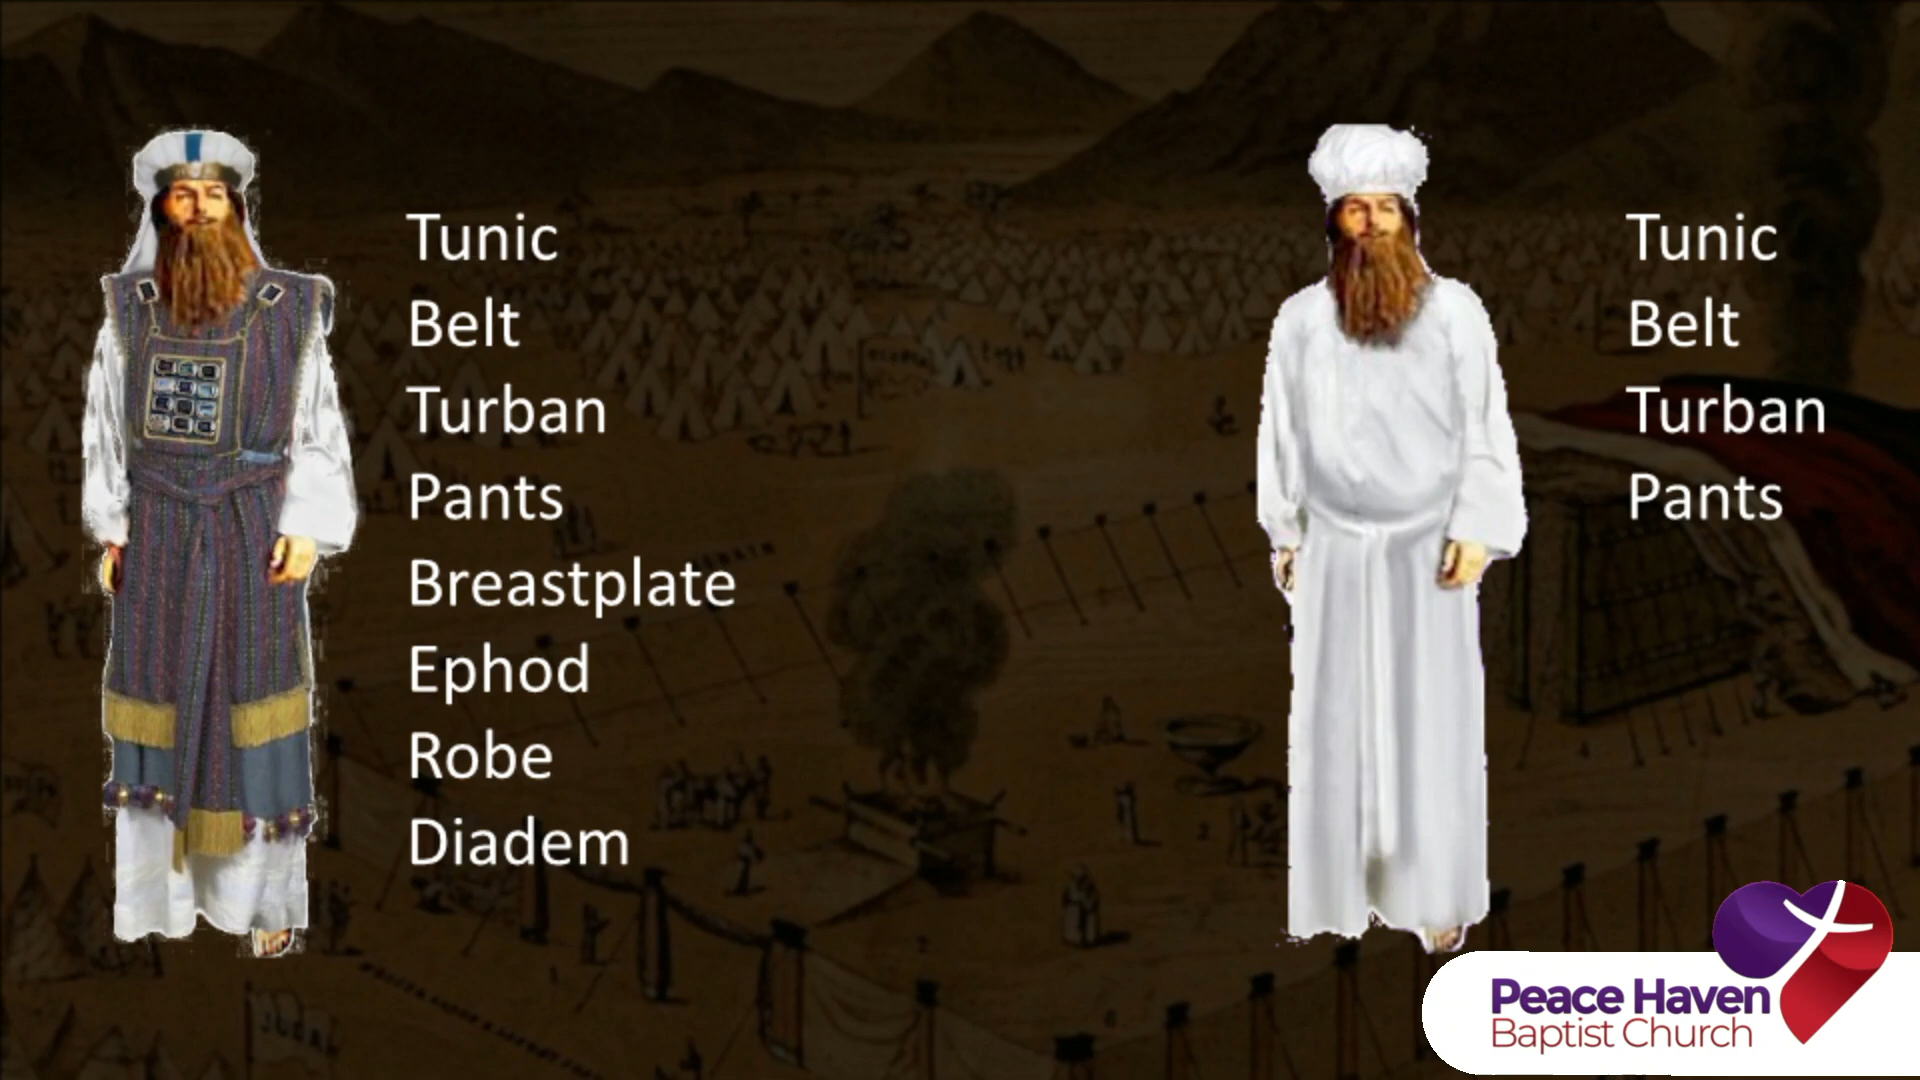 Tunic
Belt
Turban
Pants
Breastplate
Ephod
Robe
Diadem
Tunic
Belt
Turban
Pants
Peace Haven
Baptist Church